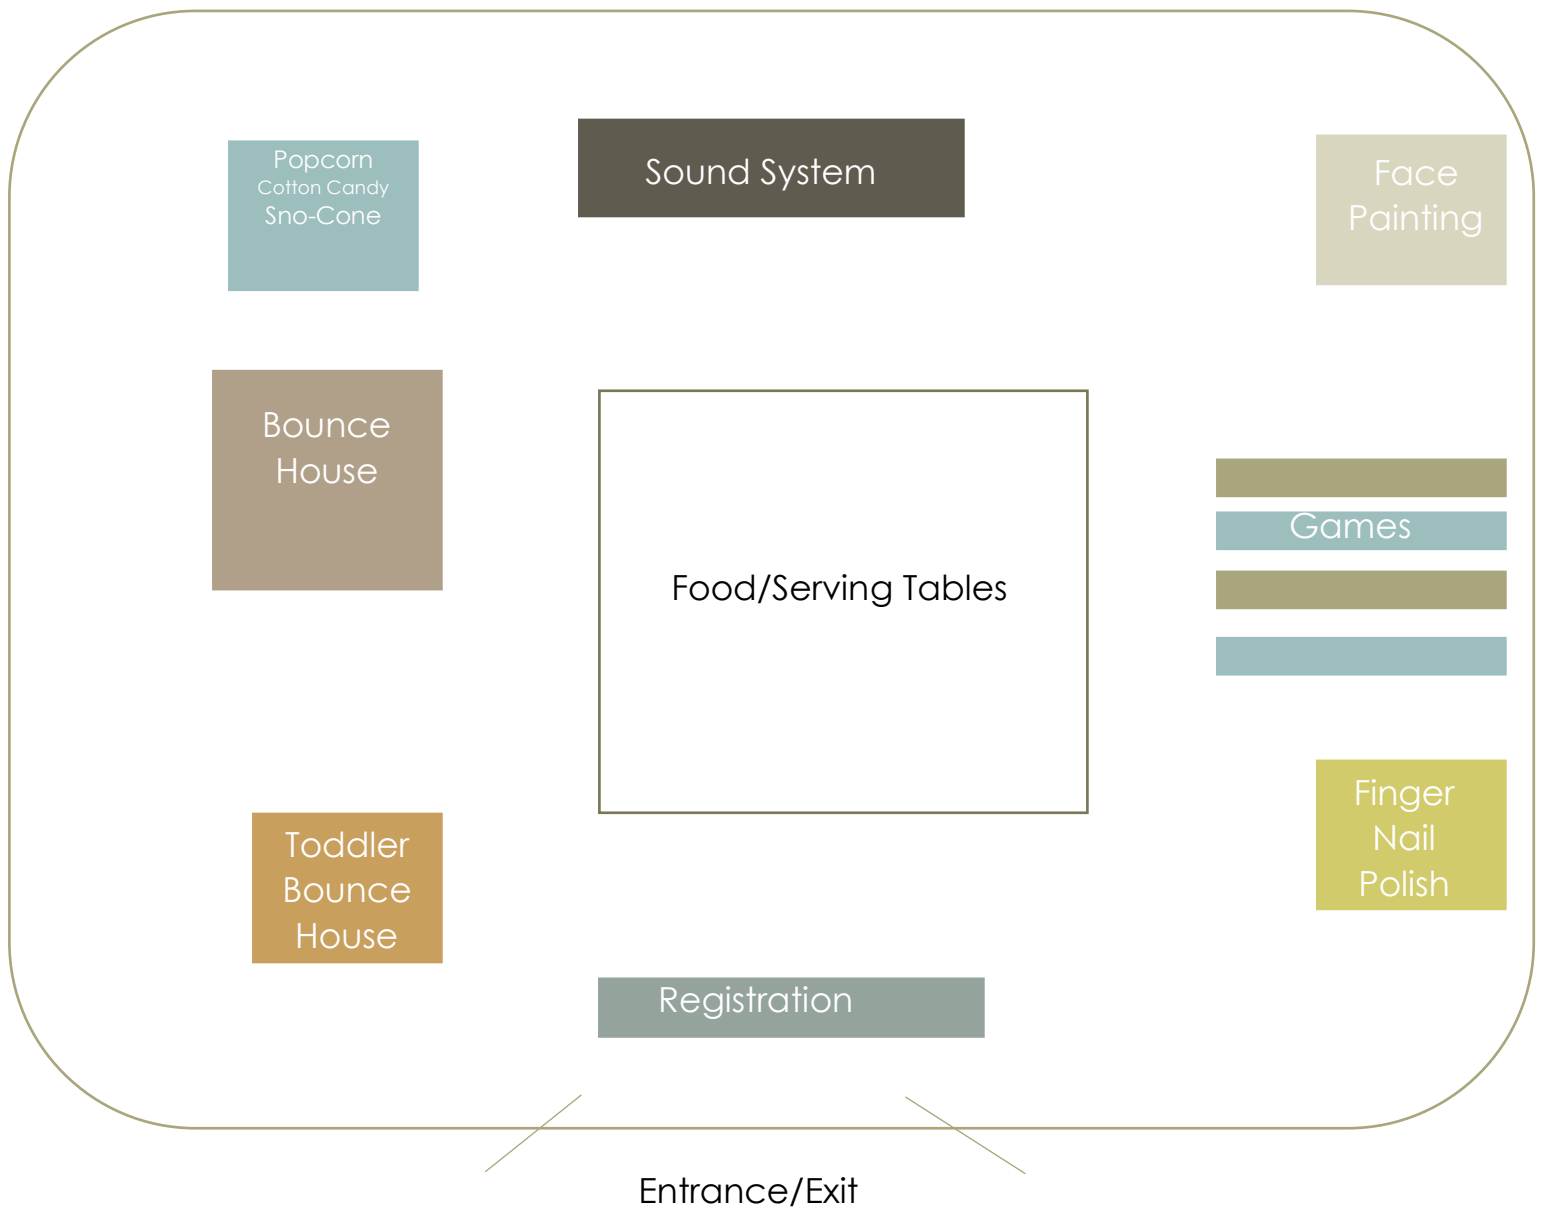 Popcorn
Cotton Candy
Sno-Cone
Sound System
Face
Painting
Bounce
House
Games
Food/Serving Tables
Finger
Nail
Polish
Toddler
Bounce
House
Registration
Entrance/Exit